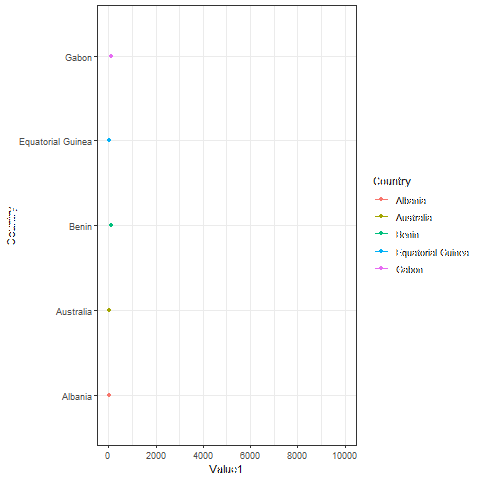 Gabon
Equatorial Guinea
Benin
Australia
Albania
Country
0 2000 4000 6000 8000 10000
Value1
Country
Albania
Australia
Benin
Equatorial Guinea
Gabon